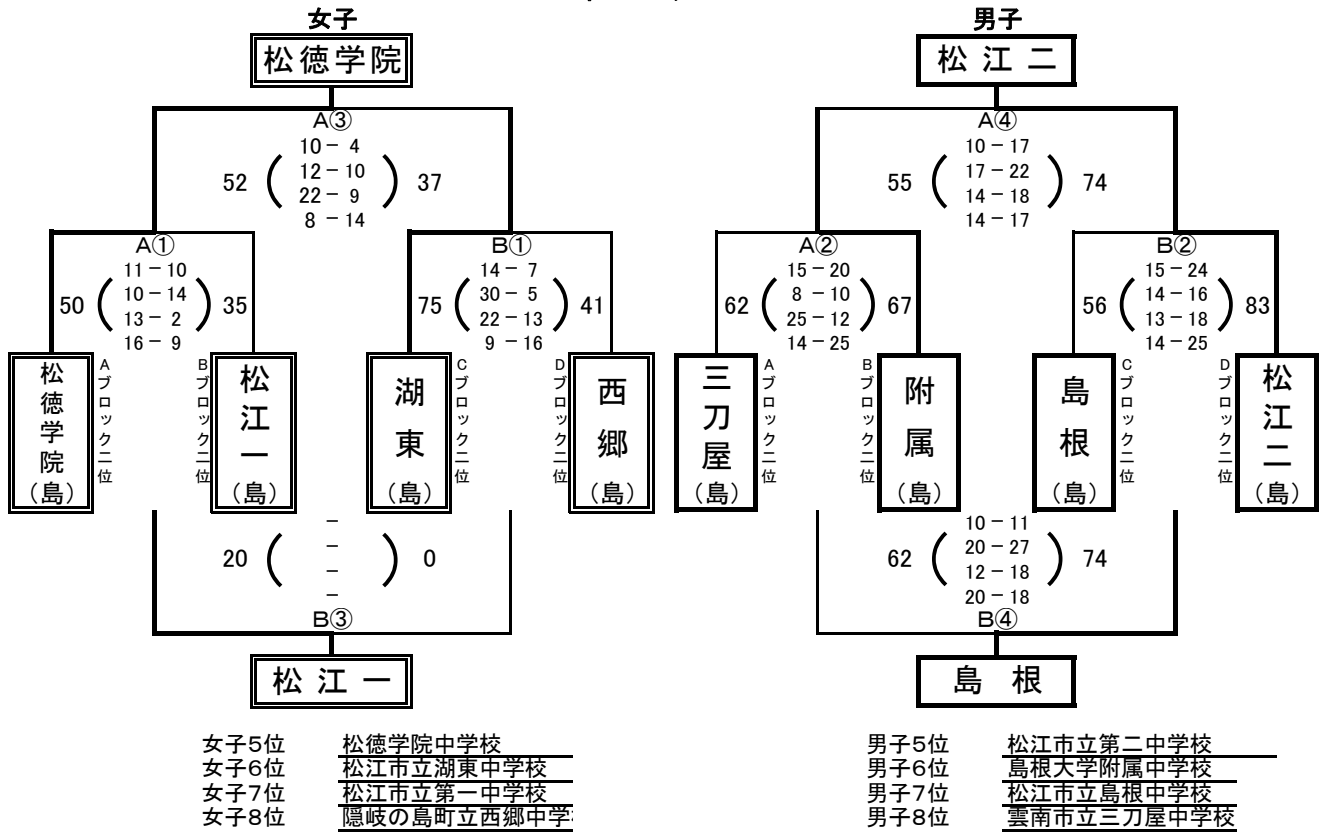 女子
松徳学院
A③
52 ( 10 － 4 ) 37
12 － 10
22 － 9
8 － 14
A①
50 ( 11 － 10 ) 35
10 － 14
13 － 2
16 － 9
B①
75 ( 14 － 7 ) 41
30 － 5
22 － 13
9 － 16
松徳学院（島）
Aブロック二位
Bブロック二位
松江一（島）
湖東（島）
Cブロック二位
Dブロック二位
西郷（島）
20 ( － ) 0
－
－
－
B③
松江一
女子5位 松徳学院中学校
女子6位 松江市立湖東中学校
女子7位 松江市立第一中学校
女子8位 隠岐の島町立西郷中学
男子
松江二
A④
55 ( 10 － 17 ) 74
17 － 22
14 － 18
14 － 17
A②
62 ( 15 － 20 ) 67
8 － 10
25 － 12
14 － 25
B②
56 ( 15 － 24 ) 83
14 － 16
13 － 18
14 － 25
三刀屋（島）
Aブロック二位
Bブロック二位
附属（島）
島根（島）
Cブロック二位
Dブロック二位
松江二（島）
62 ( 10 － 11 ) 74
20 － 27
12 － 18
20 － 18
B④
島根
男子5位 松江市立第二中学校
男子6位 島根大学附属中学校
男子7位 松江市立島根中学校
男子8位 雲南市立三刀屋中学校